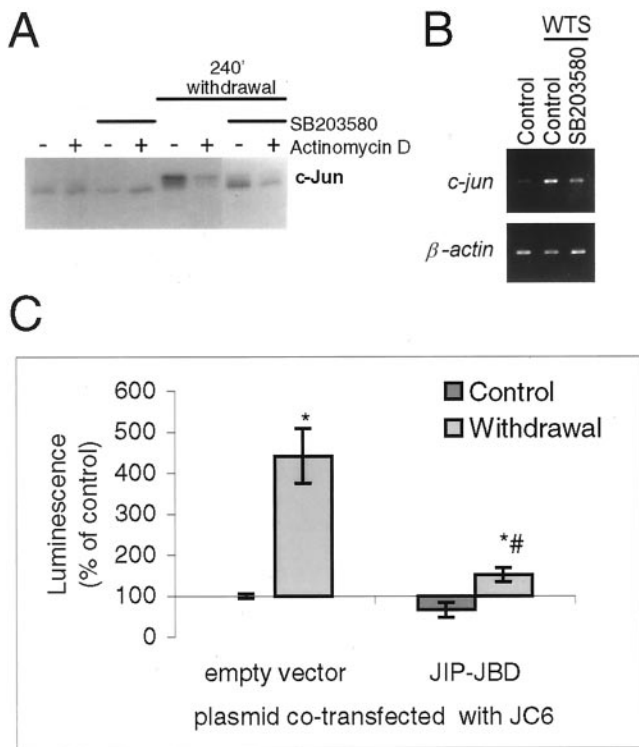 A
240'
withdrawal
SB203580
- + - + - + - + Actinomycin D
c-Jun
B
WTS
Control
Control
SB203580
c-jun
β-actin
C
600
500
400
300
200
100
0
Luminescence
(% of control)
Control
Withdrawal
*
*#
empty vector JIP-JBD
plasmid co-transfected with JC6